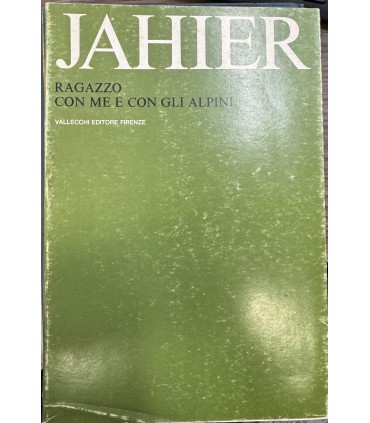 JAHIER
RAGAZZO
CON ME E CON GLI ALPINI
VALLECCHI EDITORE FIRENZE